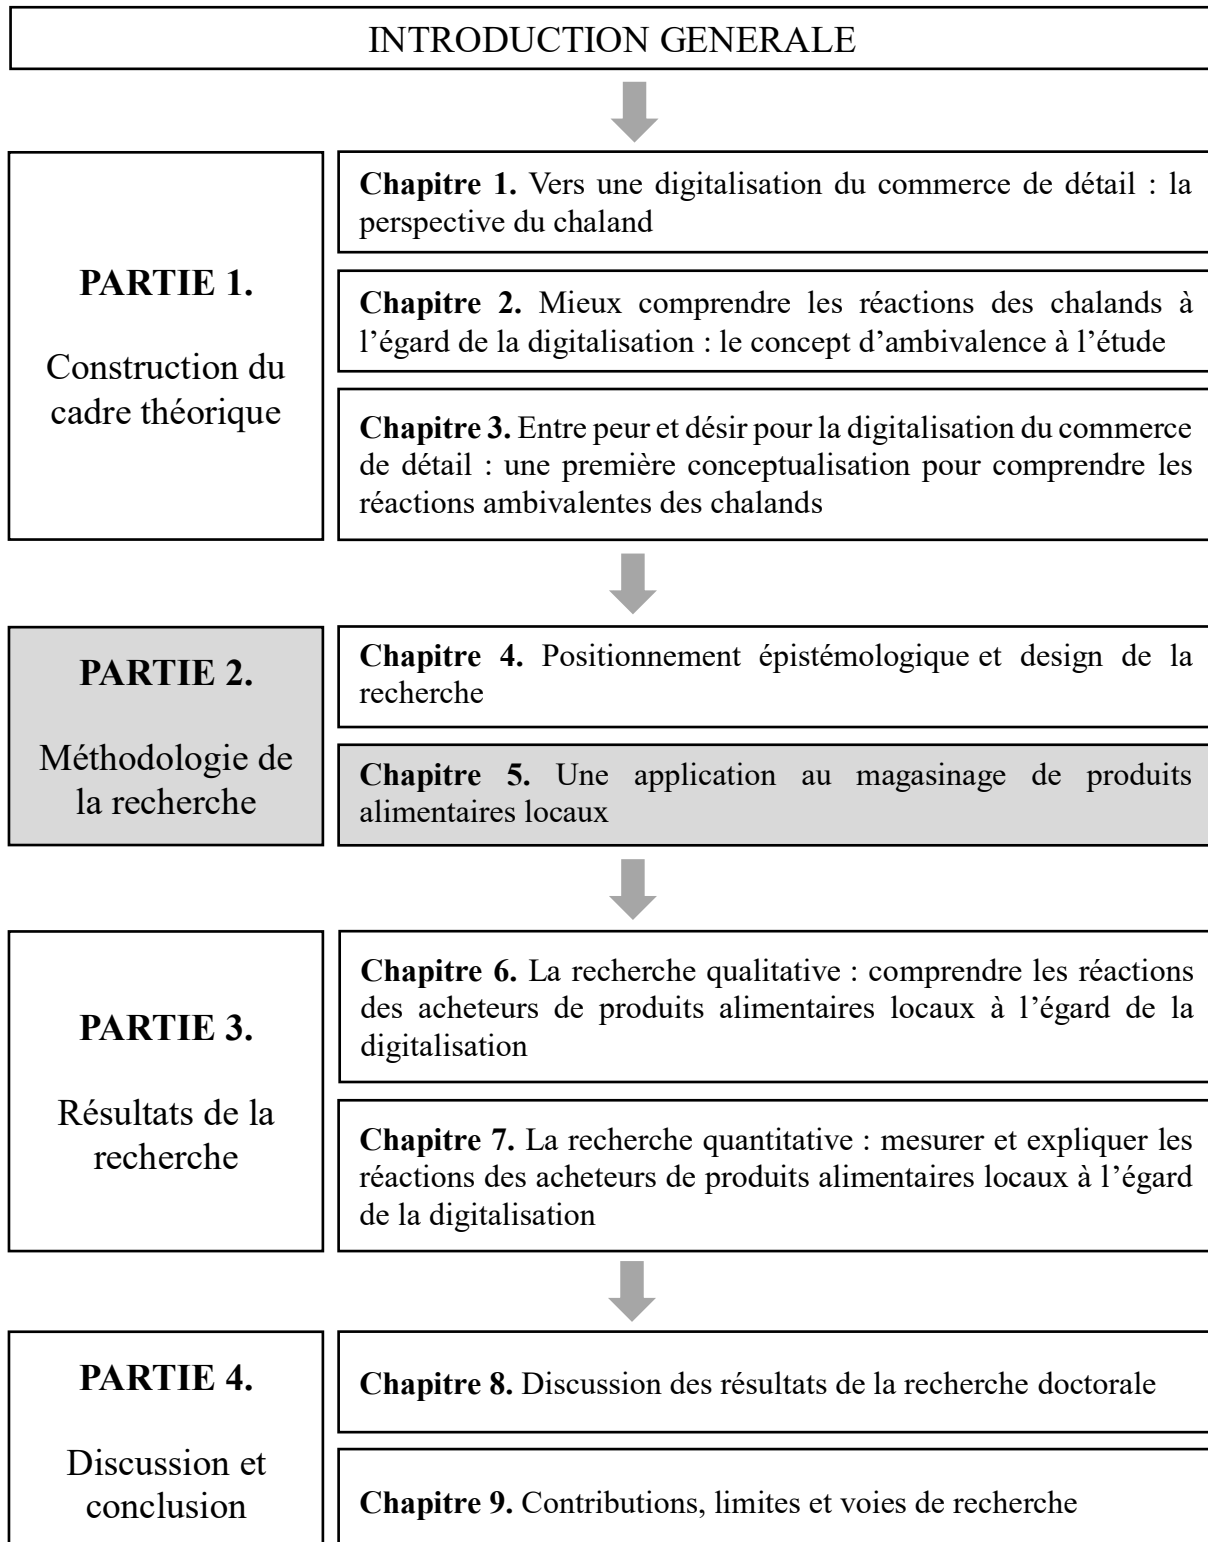 INTRODUCTION GENERALE
PARTIE 1.
Construction du
cadre théorique
Chapitre 1. Vers une digitalisation du commerce de détail : la
perspective du chaland
Chapitre 2. Mieux comprendre les réactions des chalands à
l’égard de la digitalisation : le concept d’ambivalence à l’étude
Chapitre 3. Entre peur et désir pour la digitalisation du commerce
de détail : une première conceptualisation pour comprendre les
réactions ambivalentes des chalands
PARTIE 2.
Méthodologie de
la recherche
Chapitre 4. Positionnement épistémologique et design de la
recherche
Chapitre 5. Une application au magasinage de produits
alimentaires locaux
PARTIE 3.
Résultats de la
recherche
Chapitre 6. La recherche qualitative : comprendre les réactions
des acheteurs de produits alimentaires locaux à l’égard de la
digitalisation
Chapitre 7. La recherche quantitative : mesurer et expliquer les
réactions des acheteurs de produits alimentaires locaux à l’égard
de la digitalisation
PARTIE 4.
Discussion et
conclusion
Chapitre 8. Discussion des résultats de la recherche doctorale
Chapitre 9. Contributions, limites et voies de recherche